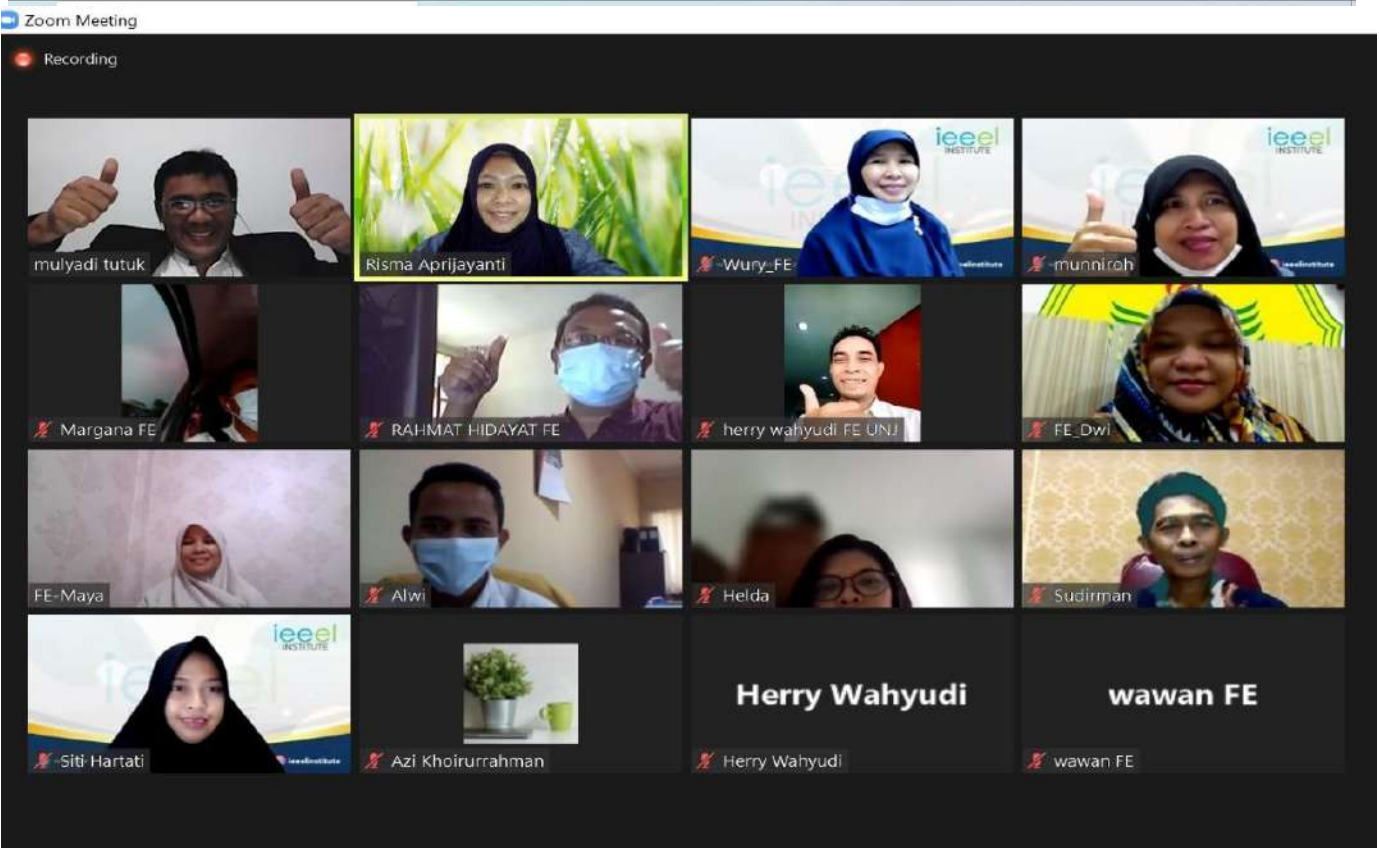 Zoom Meeting
Recording
ieeel
INSTITUTE
ieeel
INSTITUTE
mulyadi tutuk
Risma Aprijayanti
Wury_FE
munniroh
ieeelinstitute
Margana FE
RAHMAT HIDAYAT FE
herry wahyudi FE UNJ
FE_Dwi
FE-Maya
Alwi
Helda
Sudirman
ieeel
INSTITUTE
Herry Wahyudi
wawan FE
Siti Hartati
ieeelinstitute
Azi Khoirurrahman
Herry Wahyudi
wawan FE